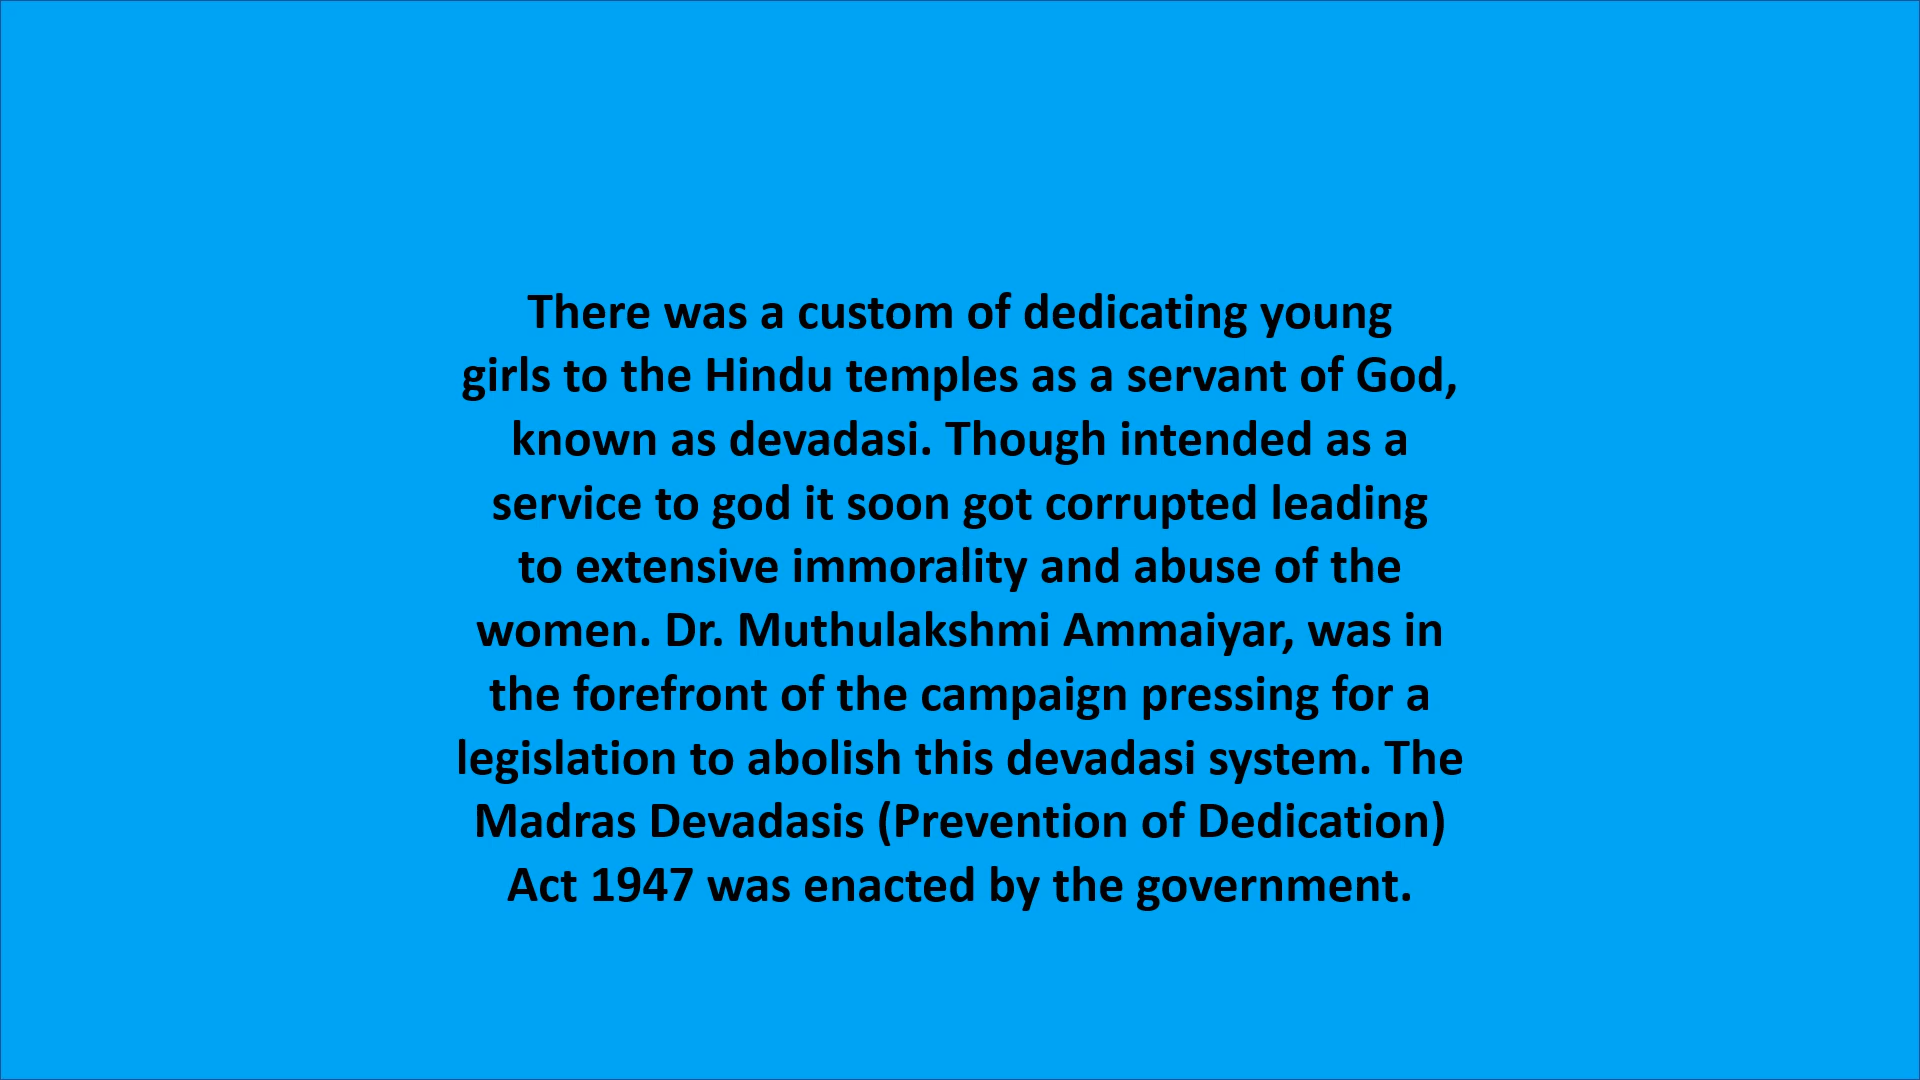 There was a custom of dedicating young
girls to the Hindu temples as a servant of God,
known as devadasi. Though intended as a
service to god it soon got corrupted leading
to extensive immorality and abuse of the
women. Dr. Muthulakshmi Ammaiyar, was in
the forefront of the campaign pressing for a
legislation to abolish this devadasi system. The
Madras Devadasis (Prevention of Dedication)
Act 1947 was enacted by the government.